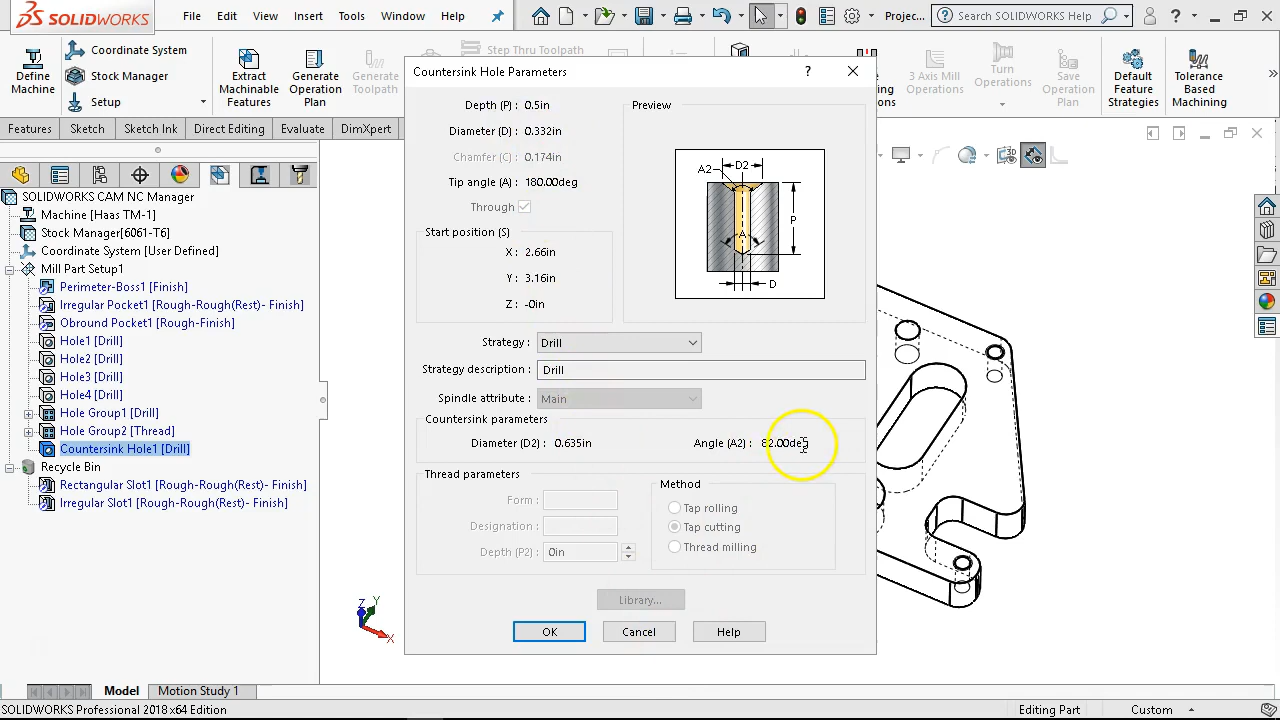 SOLIDWORKS
File Edit View Insert Tools Window Help
Projec...
Search SOLIDWORKS Help
?
Define Machine
Coordinate System
Stock Manager
Setup
Extract Machinable Features
Generate Operation Plan
Generate Toolpath
Step Thru Toolpath
3 Axis Mill Operations
Turn Operations
Save Operation Plan
Default Feature Strategies
Tolerance Based Machining
Features Sketch Sketch Ink Direct Editing Evaluate DimXpert
SOLIDWORKS CAM NC Manager
Machine [Haas TM-1]
Stock Manager[6061-T6)
Coordinate System [User Defined]
Mill Part Setup1
Perimeter-Boss1 [Finish]
Irregular Pocket1 [Rough-Rough(Rest)- Finish]
Obround Pocket1 [Rough-Finish]
Hole1 [Drill]
Hole2 [Drill]
Hole3 [Drill]
Hole4 [Drill]
Hole Group1 [Drill]
Hole Group2 [Thread]
Countersink Hole1 [Drill]
Recycle Bin
Rectangular Slot1 [Rough-Rough(Rest)- Finish]
Irregular Slot1 [Rough-Rough(Rest)- Finish]
Countersink Hole Parameters
?
Depth (P) : 0.5in
Diameter (D) : 0.332in
Chamfer (C) : 0.174in
Tip angle (A) : 180.00deg
Through
Start position (S)
X : 2.66in
Y : 3.16in
Z : -0in
Preview
A2
D2
P
A
D
Strategy : Drill
Strategy description : Drill
Spindle attribute : Main
Countersink parameters
Diameter (D2) : 0.635in
Angle (A2) : 82.00deg
Thread parameters
Form :
Designation :
Depth (P2) : 0in
Method
Tap rolling
Tap cutting
Thread milling
Library...
OK Cancel Help
Z Y X
Model Motion Study 1
SOLIDWORKS Professional 2018 x64 Edition
Editing Part
Custom